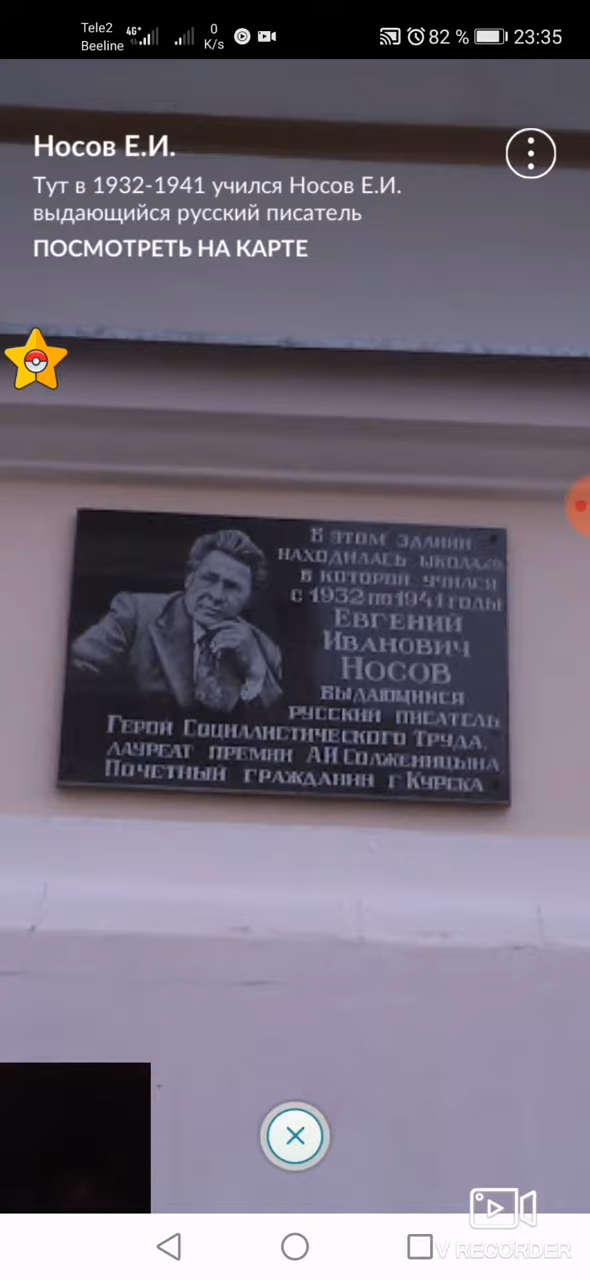 Tele2
Beeline
4G+
0
K/s
82 %
23:35
Носов Е.И.
Тут в 1932-1941 учился Носов Е.И.
выдающийся русский писатель
ПОСМОТРЕТЬ НА КАРТЕ
В ЭТОМ ЗДАНИИ
НАХОДИЛАСЬ ШКОЛА
В КОТОРОЙ УЧИЛСЯ
С 1932 ПО 1941 ГОДЫ
ЕВГЕНИЙ
ИВАНОВИЧ
НОСОВ
ВЫДАЮЩИЙСЯ
РУССКИЙ ПИСАТЕЛЬ
ГЕРОЙ СОЦИАЛИСТИЧЕСКОГО ТРУДА,
ЛАУРЕАТ ПРЕМИИ АИ СОЛЖЕНИЦЫНА
ПОЧЕТНЫЙ ГРАЖДАНИН Г КУРСКА
V RECORDER